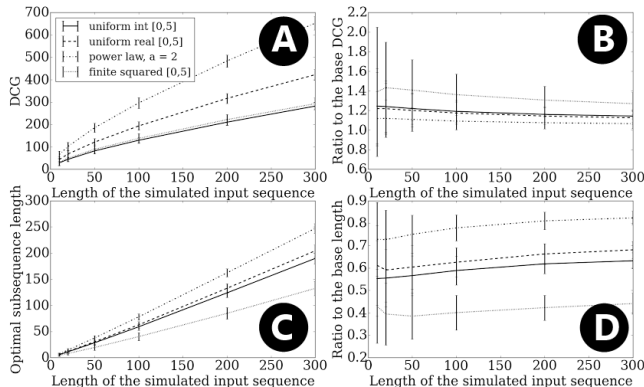 700
600
500
400
300
200
100
0
DCG
uniform int [0,5]
uniform real [0,5]
power law, a = 2
finite squared [0,5]
A
0 50 100 150 200 250 300
Length of the simulated input sequence
2.2
2.0
1.8
1.6
1.4
1.2
1.0
0.8
0.6
Ratio to the base DCG
B
0 50 100 150 200 250 300
Length of the simulated input sequence
300
250
200
150
100
50
0
Optimal subsequence length
C
0 50 100 150 200 250 300
Length of the simulated input sequence
0.9
0.8
0.7
0.6
0.5
0.4
0.3
0.2
Ratio to the base length
D
0 50 100 150 200 250 300
Length of the simulated input sequence